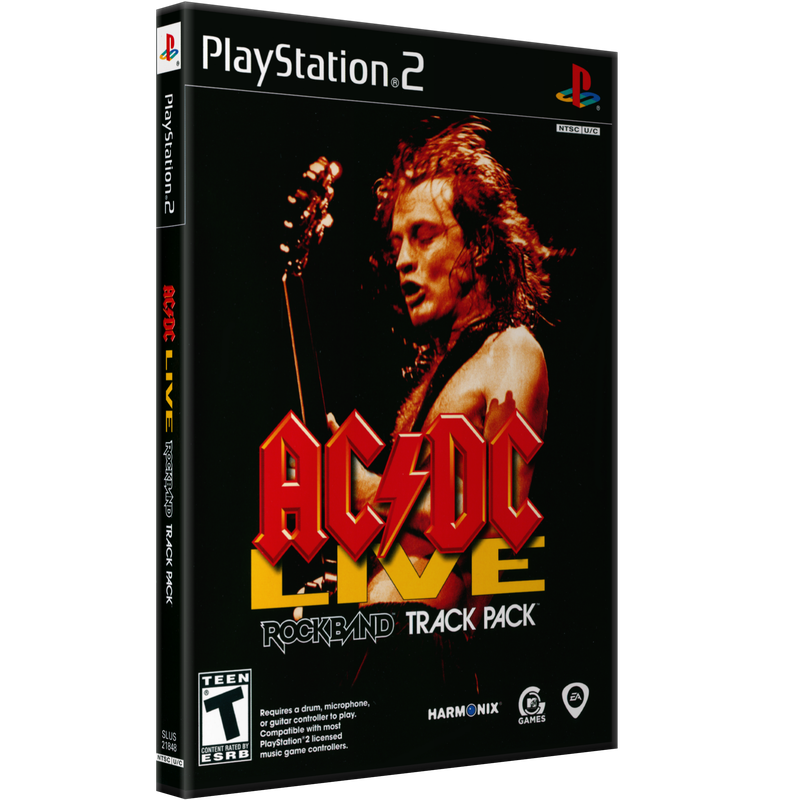 PlayStation®2
NTSC U/C
AC/DC
LIVE
ROCKBAND™ TRACK PACK™
TEEN
T
CONTENT RATED BY
ESRB
Requires a drum, microphone,
or guitar controller to play.
Compatible with most
PlayStation®2 licensed
music game controllers.
HARMONIX®
GAMES
EA
PlayStation®2
AC/DC LIVE ROCKBAND TRACK PACK
SLUS
21848
NTSC U/C